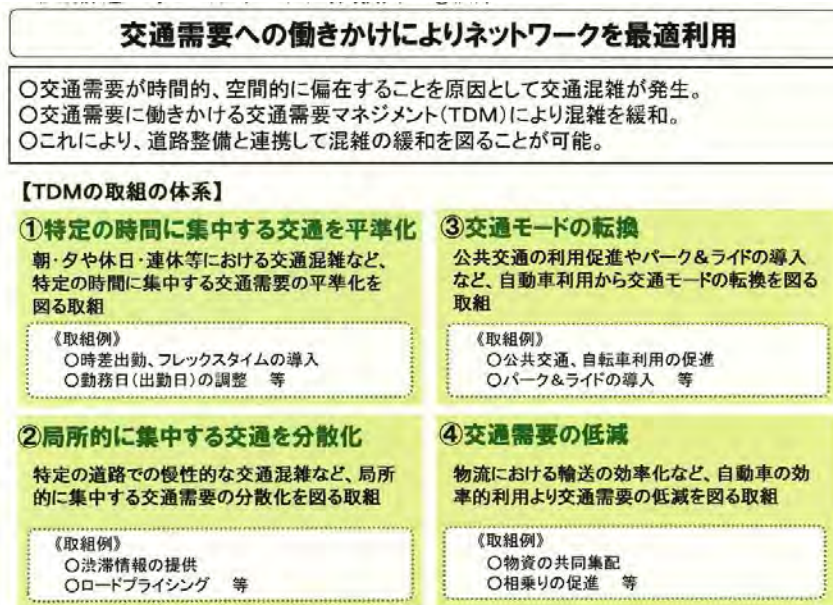 交通需要への働きかけによりネットワークを最適利用
○交通需要が時間的、空間的に偏在することを原因として交通混雑が発生。
○交通需要に働きかける交通需要マネジメント(TDM)により混雑を緩和。
○これにより、道路整備と連携して混雑の緩和を図ることが可能。
【TDMの取組の体系】
①特定の時間に集中する交通を平準化
朝・夕や休日・連休等における交通混雑など、
特定の時間に集中する交通需要の平準化を
図る取組
《取組例》
○時差出勤、フレックスタイムの導入
○勤務日(出勤日)の調整 等
②局所的に集中する交通を分散化
特定の道路での慢性的な交通混雑など、局所
的に集中する交通需要の分散化を図る取組
《取組例》
○渋滞情報の提供
○ロードプライシング 等
③交通モードの転換
公共交通の利用促進やパーク&ライドの導入
など、自動車利用から交通モードの転換を図る
取組
《取組例》
○公共交通、自転車利用の促進
○パーク&ライドの導入 等
④交通需要の低減
物流における輸送の効率化など、自動車の効
率的利用より交通需要の低減を図る取組
《取組例》
○物資の共同集配
○相乗りの促進 等